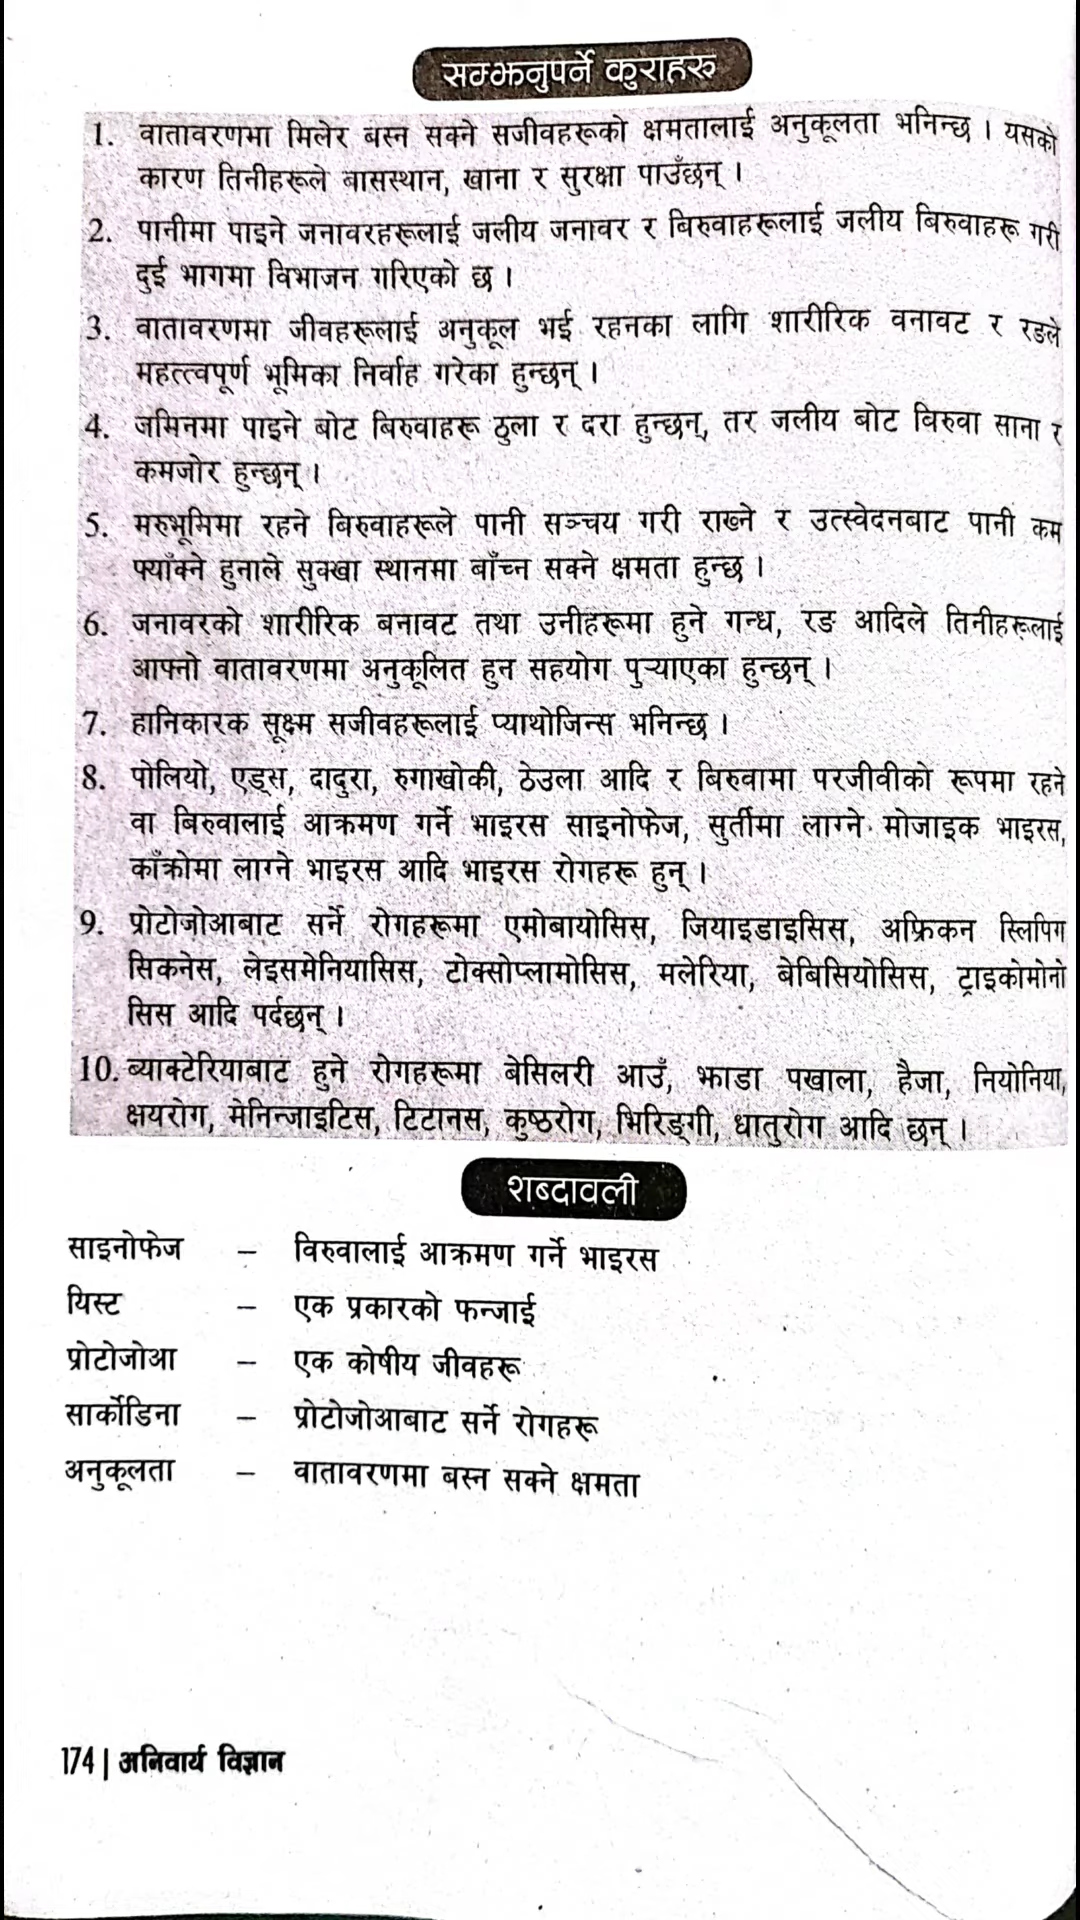 सम्झनुपर्ने कुराहरु
1. वातावरणमा मिलेर बस्न सक्ने सजीवहरूको क्षमतालाई अनुकूलता भनिन्छ । यसको
कारण तिनीहरूले बासस्थान, खाना र सुरक्षा पाउँछन् ।
2. पानीमा पाइने जनावरहरूलाई जलीय जनावर र बिरुवाहरूलाई जलीय बिरुवाहरू गरी
दुई भागमा विभाजन गरिएको छ ।
3. वातावरणमा जीवहरूलाई अनुकूल भई रहनका लागि शारीरिक वनावट र रङले
महत्त्वपूर्ण भूमिका निर्वाह गरेका हुन्छन् ।
4. जमिनमा पाइने बोट बिरुवाहरू ठुला र दरा हुन्छन्, तर जलीय बोट विरुवा साना र
कमजोर हुन्छन् ।
5. मरुभूमिमा रहने बिरुवाहरूले पानी सञ्चय गरी राख्ने र उत्स्वेदनबाट पानी कम
फ्याँक्ने हुनाले सुक्खा स्थानमा बाँच्न सक्ने क्षमता हुन्छ ।
6. जनावरको शारीरिक बनावट तथा उनीहरूमा हुने गन्ध, रङ आदिले तिनीहरूलाई
आफ्नो वातावरणमा अनुकूलित हुन सहयोग पुऱ्याएका हुन्छन् ।
7. हानिकारक सूक्ष्म सजीवहरूलाई प्याथोजिन्स भनिन्छ ।
8. पोलियो, एड्स, दादुरा, रुगाखोकी, ठेउला आदि र बिरुवामा परजीवीको रूपमा रहने
वा बिरुवालाई आक्रमण गर्ने भाइरस साइनोफेज, सुर्तीमा लाग्ने मोजाइक भाइरस,
काँक्रोमा लाग्ने भाइरस आदि भाइरस रोगहरू हुन् ।
9. प्रोटोजोआबाट सर्ने रोगहरूमा एमोबायोसिस, जियाइडाइसिस, अफ्रिकन स्लिपिग
सिकनेस, लेइसमेनियासिस, टोक्सोप्लामोसिस, मलेरिया, बेबिसियोसिस, ट्राइकोमोनो
सिस आदि पर्दछन् ।
10. ब्याक्टेरियाबाट हुने रोगहरूमा बेसिलरी आउँ, झाडा पखाला, हैजा, नियोनिया,
क्षयरोग, मेनिन्जाइटिस, टिटानस, कुष्ठरोग, भिरिङ्गी, धातुरोग आदि छन् ।
शब्दावली
साइनोफेज – विरुवालाई आक्रमण गर्ने भाइरस
यिस्ट – एक प्रकारको फन्जाई
प्रोटोजोआ – एक कोषीय जीवहरू
सार्कोडिना – प्रोटोजोआबाट सर्ने रोगहरू
अनुकूलता – वातावरणमा बस्न सक्ने क्षमता
174 | अनिवार्य विज्ञान